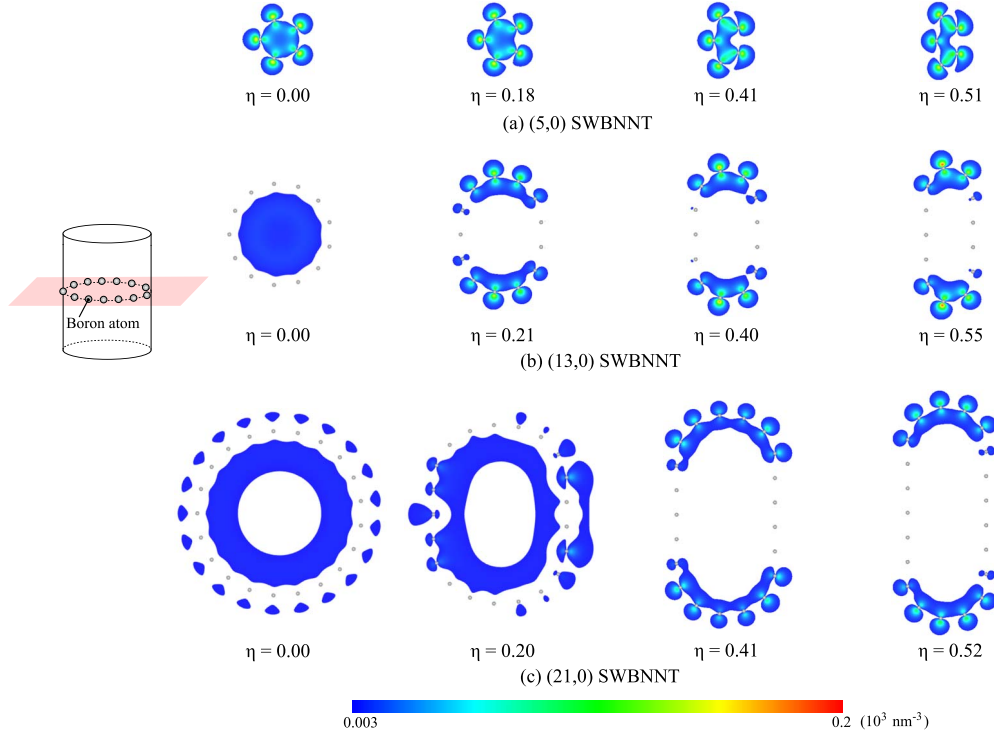 η = 0.00 η = 0.18 η = 0.41 η = 0.51
(a) (5,0) SWBNNT
Boron atom
η = 0.00 η = 0.21 η = 0.40 η = 0.55
(b) (13,0) SWBNNT
η = 0.00 η = 0.20 η = 0.41 η = 0.52
(c) (21,0) SWBNNT
0.003 0.2 (10³ nm⁻³)